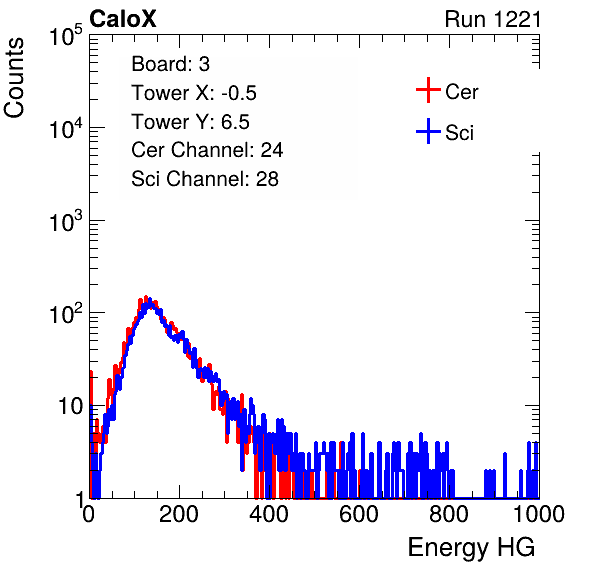 CaloX Run 1221
Counts
10^5
10^4
10^3
10^2
10
1
Board: 3
Tower X: -0.5
Tower Y: 6.5
Cer Channel: 24
Sci Channel: 28
Cer
Sci
0 200 400 600 800 1000
Energy HG